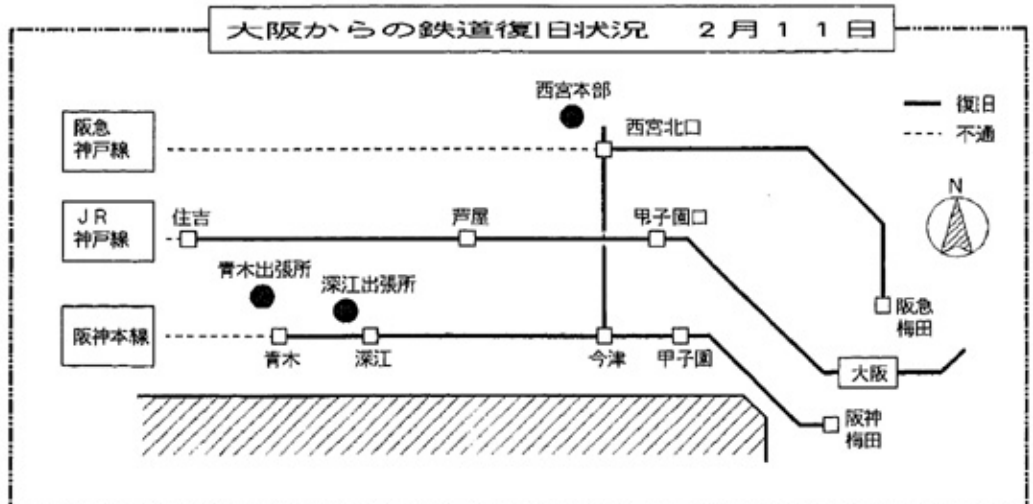 大阪からの鉄道復旧状況　２月１１日
西宮本部
復旧
不通
阪急
神戸線
西宮北口
N
ＪＲ
神戸線
住吉
芦屋
甲子園口
青木出張所
深江出張所
阪急
梅田
阪神本線
青木
深江
今津
甲子園
大阪
阪神
梅田